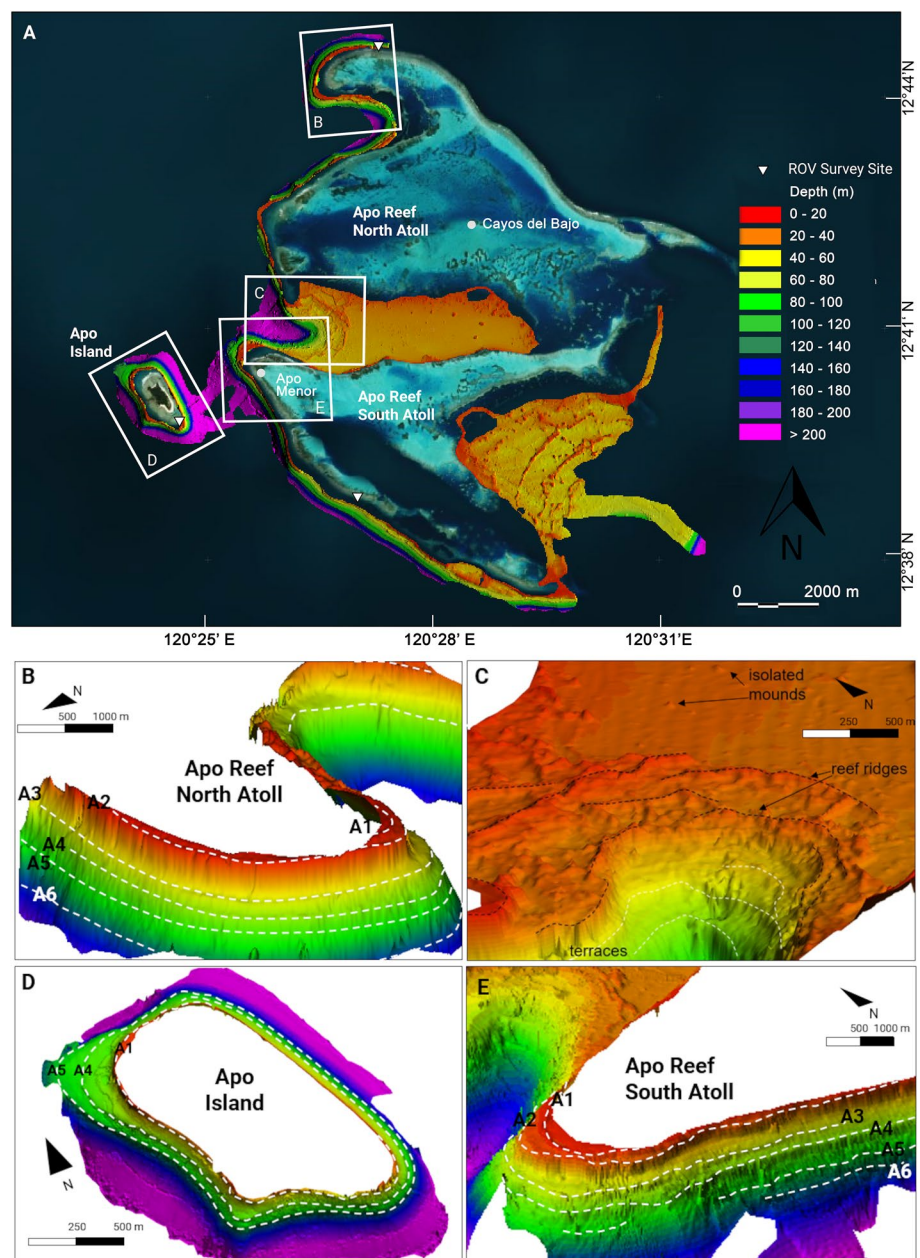 A
B
Apo Reef
North Atoll
Cayos del Bajo
C
Apo
Island
Apo
Menor
E
Apo Reef
South Atoll
D
ROV Survey Site
Depth (m)
0 - 20
20 - 40
40 - 60
60 - 80
80 - 100
100 - 120
120 - 140
140 - 160
160 - 180
180 - 200
> 200
N
0 2000 m
12°44'N
12°41' N
12°38' N
120°25' E
120°28' E
120°31'E
B
N
500 1000 m
Apo Reef
North Atoll
A3
A2
A1
A4
A5
A6
C
isolated
mounds
N
250 500 m
reef ridges
terraces
D
A1
A5 A4
Apo
Island
N
250 500 m
E
N
500 1000 m
Apo Reef
South Atoll
A1
A2
A3
A4
A5
A6